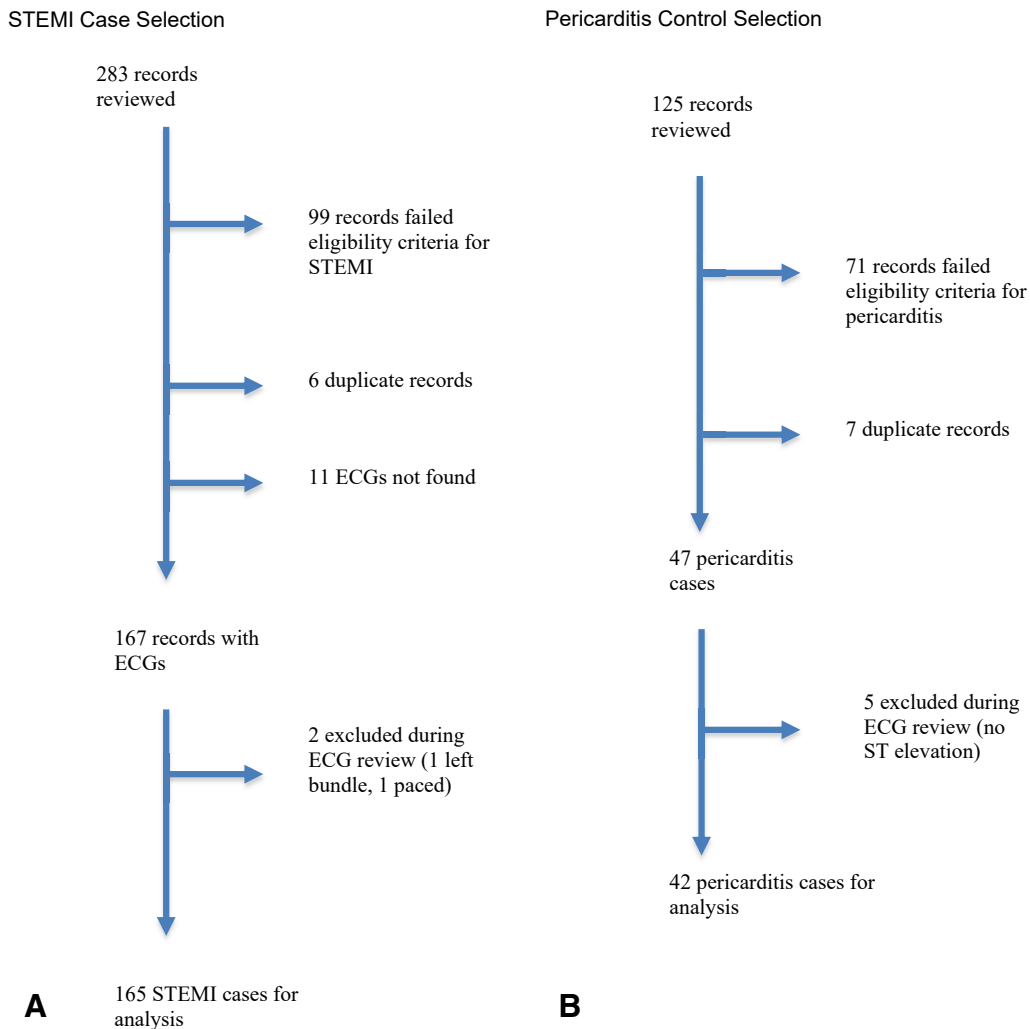 STEMI Case Selection
283 records
reviewed
99 records failed
eligibility criteria for
STEMI
6 duplicate records
11 ECGs not found
167 records with
ECGs
2 excluded during
ECG review (1 left
bundle, 1 paced)
165 STEMI cases for
analysis
A
Pericarditis Control Selection
125 records
reviewed
71 records failed
eligibility criteria for
pericarditis
7 duplicate records
47 pericarditis
cases
5 excluded during
ECG review (no
ST elevation)
42 pericarditis cases for
analysis
B